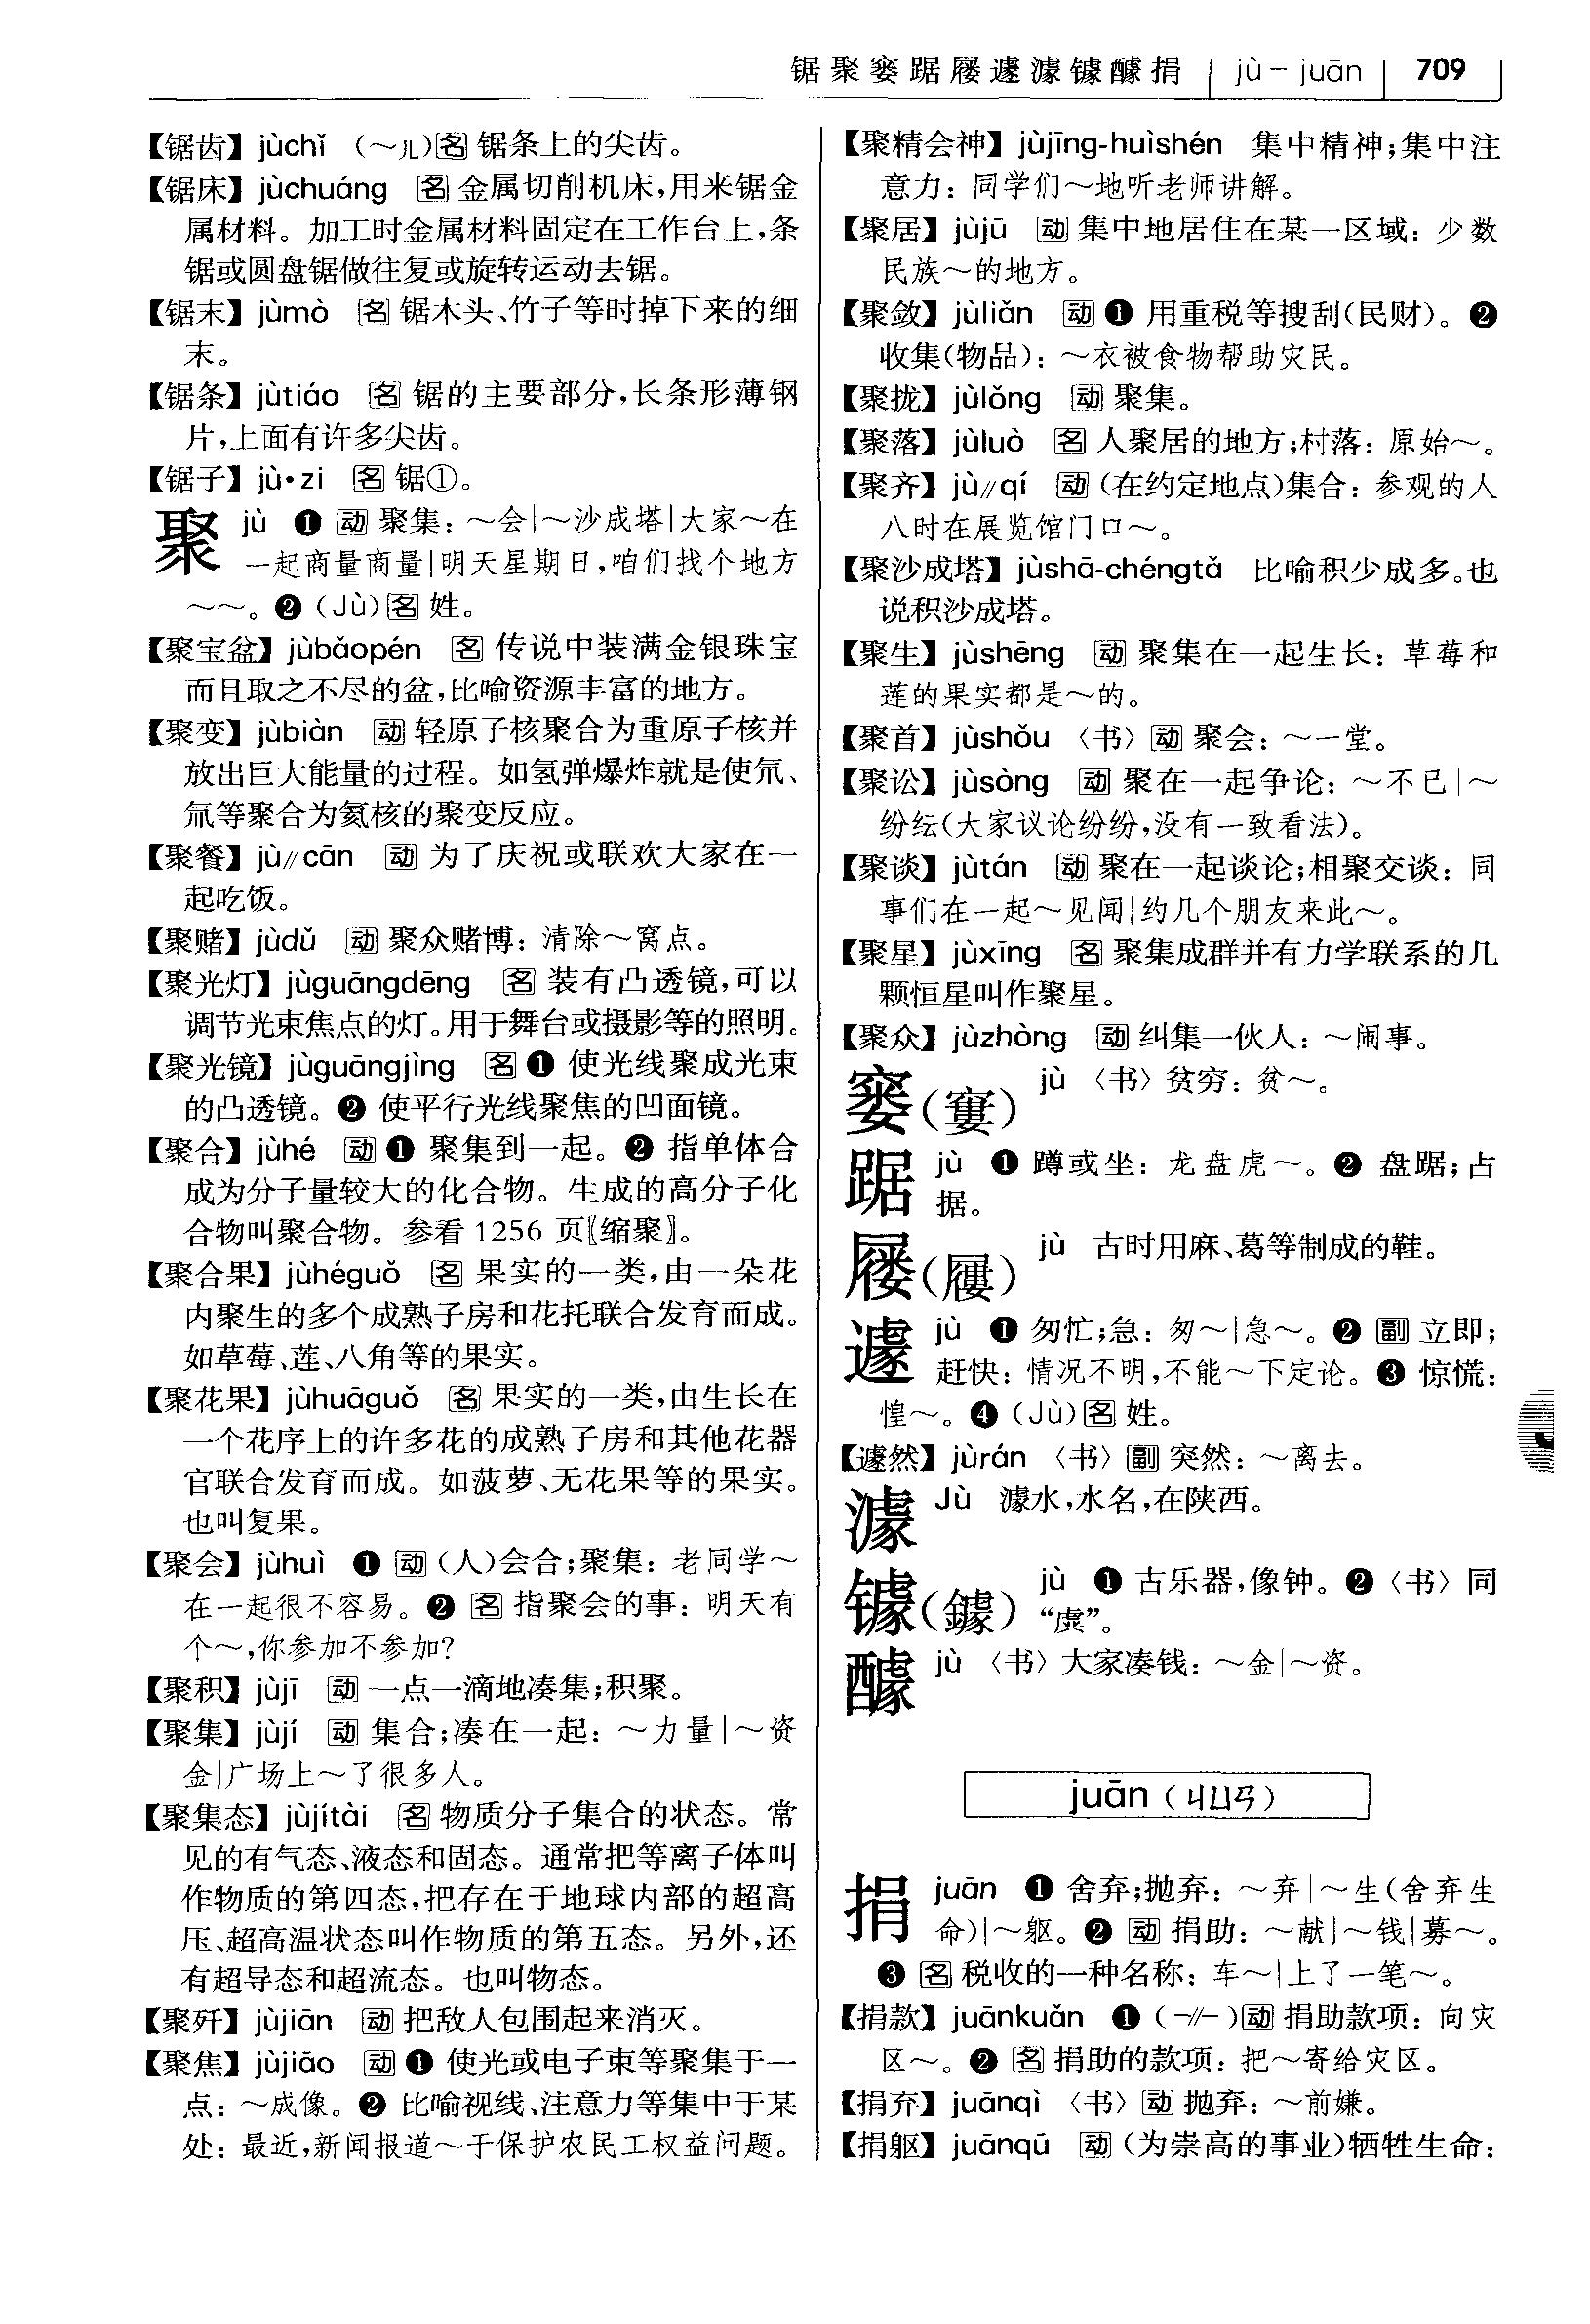 锯聚窭踞屦遽澽镰醵捐 jù – juān 709
【锯齿】 jùchǐ (～儿)[名] 锯条上的尖齿。
【锯床】 jùchuáng [名] 金属切削机床,用来锯金
属材料。加工时金属材料固定在工作台上,条
锯或圆盘锯做往复或旋转运动去锯。
【锯末】 jùmò [名] 锯木头、竹子等时掉下来的细
末。
【锯条】 jùtiáo [名] 锯的主要部分,长条形薄钢
片,上面有许多尖齿。
【锯子】 jù·zi [名] 锯①。
聚 jù ❶ [动] 聚集：～会|～沙成塔|大家～在
一起商量商量|明天星期日,咱们找个地方
～～。❷ (Jù)[名] 姓。
【聚宝盆】 jùbǎopén [名] 传说中装满金银珠宝
而且取之不尽的盆,比喻资源丰富的地方。
【聚变】 jùbiàn [动] 轻原子核聚合为重原子核并
放出巨大能量的过程。如氢弹爆炸就是使氘、
氚等聚合为氦核的聚变反应。
【聚餐】 jù//cān [动] 为了庆祝或联欢大家在一
起吃饭。
【聚赌】 jùdǔ [动] 聚众赌博：清除～窝点。
【聚光灯】 jùguāngdēng [名] 装有凸透镜,可以
调节光束焦点的灯。用于舞台或摄影等的照明。
【聚光镜】 jùguāngjìng [名] ❶ 使光线聚成光束
的凸透镜。❷ 使平行光线聚焦的凹面镜。
【聚合】 jùhé [动] ❶ 聚集到一起。❷ 指单体合
成为分子量较大的化合物。生成的高分子化
合物叫聚合物。参看 1256 页〖缩聚〗。
【聚合果】 jùhéguǒ [名] 果实的一类,由一朵花
内聚生的多个成熟子房和花托联合发育而成。
如草莓、莲、八角等的果实。
【聚花果】 jùhuāguǒ [名] 果实的一类,由生长在
一个花序上的许多花的成熟子房和其他花器
官联合发育而成。如菠萝、无花果等的果实。
也叫复果。
【聚会】 jùhuì ❶ [动] (人)会合;聚集：老同学～
在一起很不容易。❷ [名] 指聚会的事：明天有
个～,你参加不参加?
【聚积】 jùjī [动] 一点一滴地凑集;积聚。
【聚集】 jùjí [动] 集合;凑在一起：～力量|～资
金|广场上～了很多人。
【聚集态】 jùjítài [名] 物质分子集合的状态。常
见的有气态、液态和固态。通常把等离子体叫
作物质的第四态,把存在于地球内部的超高
压、超高温状态叫作物质的第五态。另外,还
有超导态和超流态。也叫物态。
【聚歼】 jùjiān [动] 把敌人包围起来消灭。
【聚焦】 jùjiāo [动] ❶ 使光或电子束等聚集于一
点：～成像。❷ 比喻视线、注意力等集中于某
处：最近,新闻报道～于保护农民工权益问题。
【聚精会神】 jùjīng-huìshén 集中精神;集中注
意力：同学们～地听老师讲解。
【聚居】 jùjū [动] 集中地居住在某一区域：少数
民族～的地方。
【聚敛】 jùliǎn [动] ❶ 用重税等搜刮(民财)。❷
收集(物品)：～衣被食物帮助灾民。
【聚拢】 jùlǒng [动] 聚集。
【聚落】 jùluò [名] 人聚居的地方;村落：原始～。
【聚齐】 jù//qí [动] (在约定地点)集合：参观的人
八时在展览馆门口～。
【聚沙成塔】 jùshā-chéngtǎ 比喻积少成多。也
说积沙成塔。
【聚生】 jùshēng [动] 聚集在一起生长：草莓和
莲的果实都是～的。
【聚首】 jùshǒu 〈书〉[动] 聚会：～一堂。
【聚讼】 jùsòng [动] 聚在一起争论：～不已|～
纷纭(大家议论纷纷,没有一致看法)。
【聚谈】 jùtán [动] 聚在一起谈论;相聚交谈：同
事们在一起～见闻|约几个朋友来此～。
【聚星】 jùxīng [名] 聚集成群并有力学联系的几
颗恒星叫作聚星。
【聚众】 jùzhòng [动] 纠集一伙人：～闹事。
窭(窶) jù 〈书〉贫穷：贫～。
踞 jù ❶ 蹲或坐：龙盘虎～。❷ 盘踞;占
据。
屦(屨) jù 古时用麻、葛等制成的鞋。
遽 jù ❶ 匆忙;急：匆～|急～。❷ [副] 立即;
赶快：情况不明,不能～下定论。❸ 惊慌：
惶～。❹ (Jù)[名] 姓。
【遽然】 jùrán 〈书〉[副] 突然：～离去。
澽 Jù 澽水,水名,在陕西。
𫔇(鐻) jù ❶ 古乐器,像钟。❷〈书〉同
“虡”。
醵 jù 〈书〉大家凑钱：～金|～资。
juān (ㄐㄩㄢ)
捐 juān ❶ 舍弃;抛弃：～弃|～生(舍弃生
命)|～躯。❷ [动] 捐助：～献|～钱|募～。
❸ [名] 税收的一种名称：车～|上了一笔～。
【捐款】 juānkuǎn ❶ (-//-)[动] 捐助款项：向灾
区～。❷ [名] 捐助的款项：把～寄给灾区。
【捐弃】 juānqì 〈书〉[动] 抛弃：～前嫌。
【捐躯】 juānqū [动] (为崇高的事业)牺牲生命：